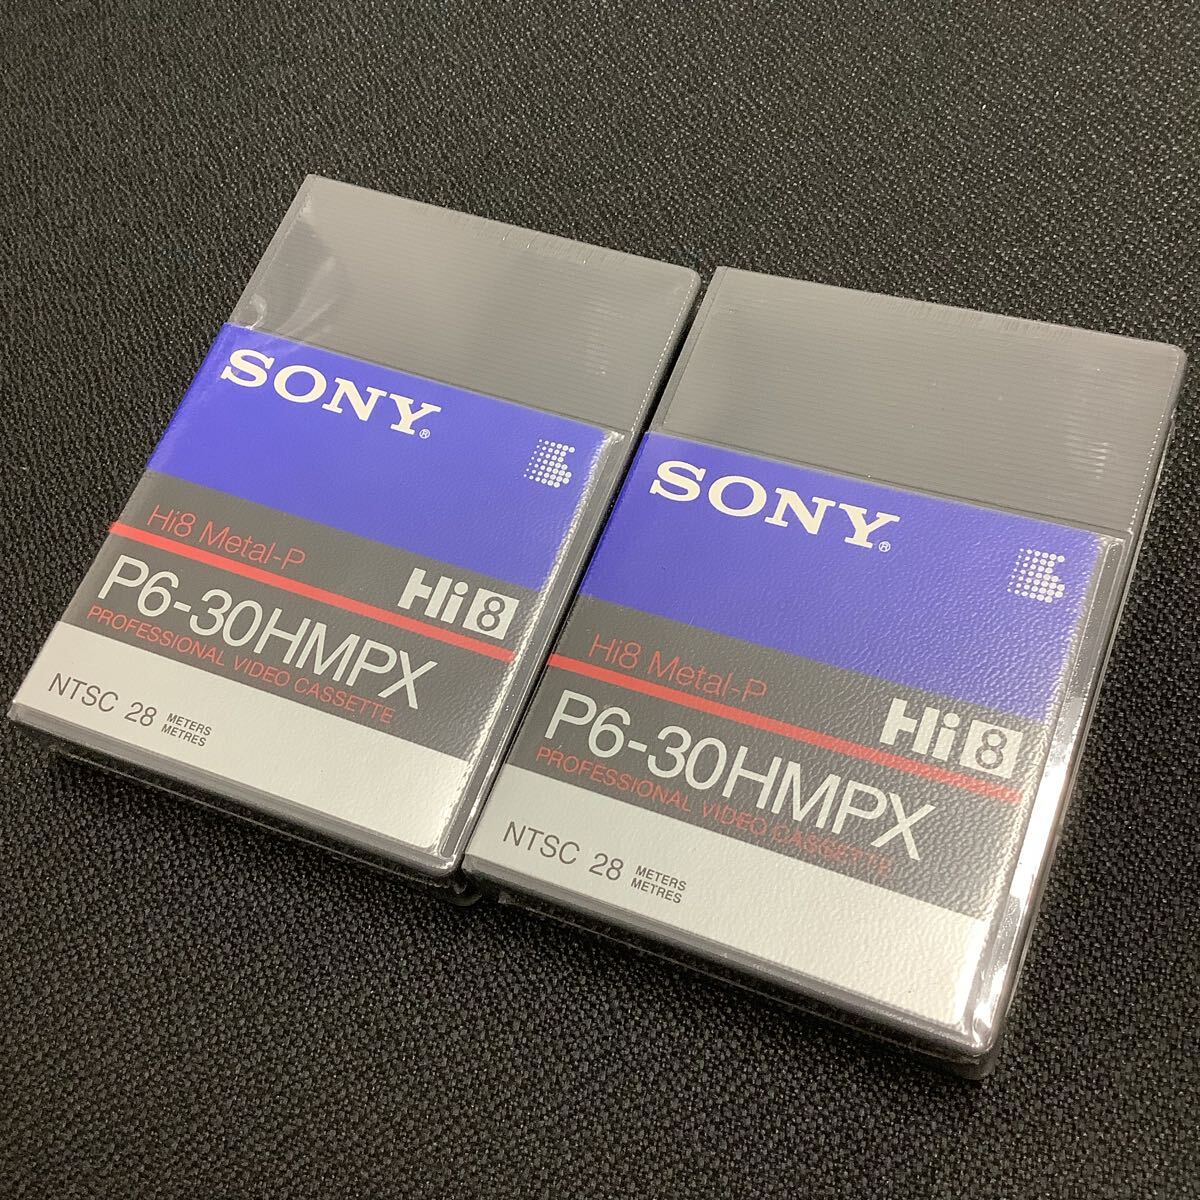 SONY®
Hi8 Metal-P
Hi8
P6-30HMPX
PROFESSIONAL VIDEO CASSETTE
NTSC 28 METERS
METRES
SONY®
Hi8 Metal-P
Hi8
P6-30HMPX
PROFESSIONAL VIDEO CASSETTE
NTSC 28 METERS
METRES